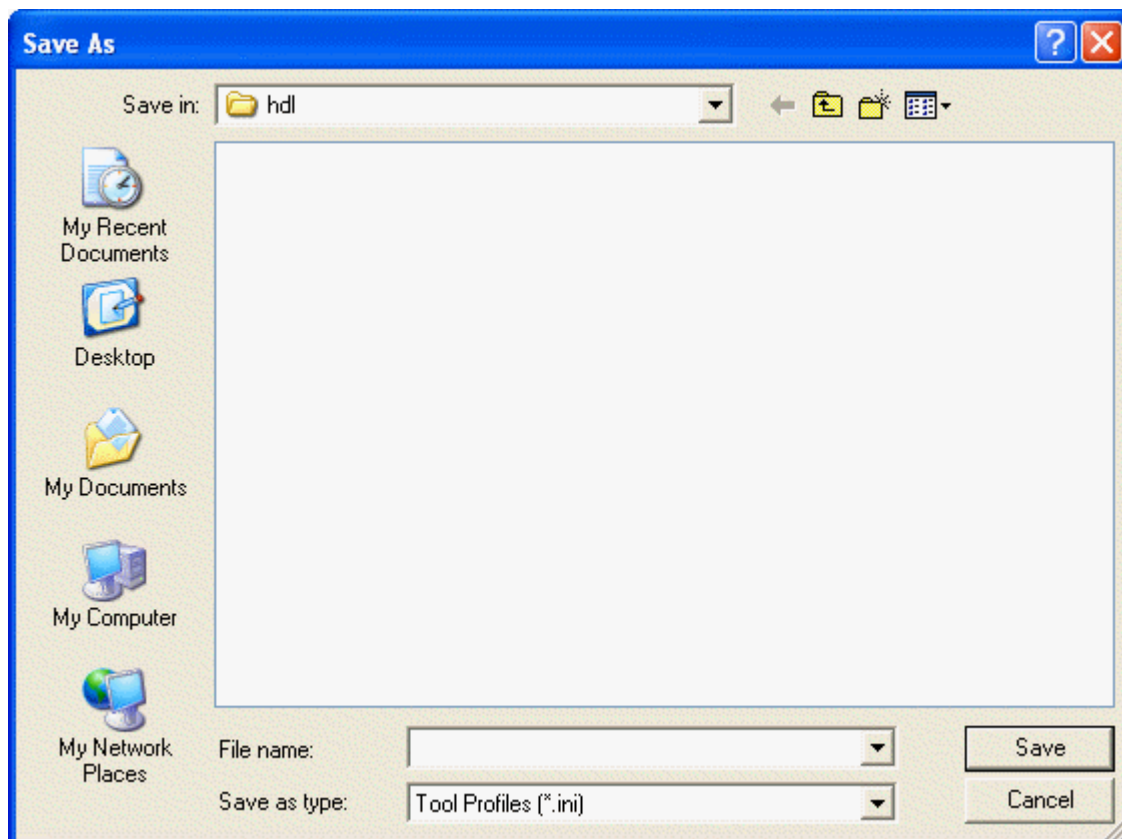 Save As
Save in: hdl
My Recent
Documents
Desktop
My Documents
My Computer
My Network
Places
File name:
Save
Save as type: Tool Profiles (*.ini)
Cancel